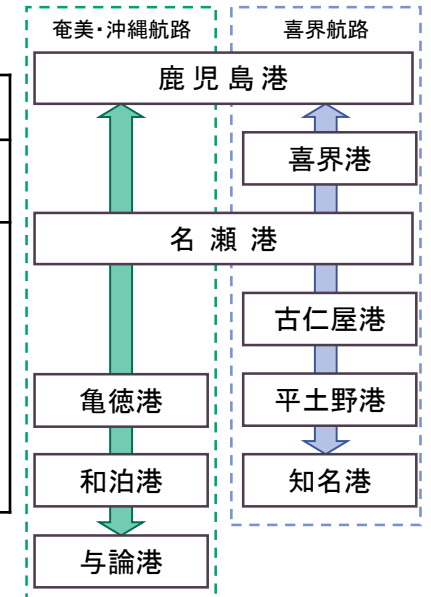 奄美・沖縄航路
喜界航路
鹿児島港
喜界港
名瀬港
古仁屋港
亀徳港
平土野港
和泊港
知名港
与論港